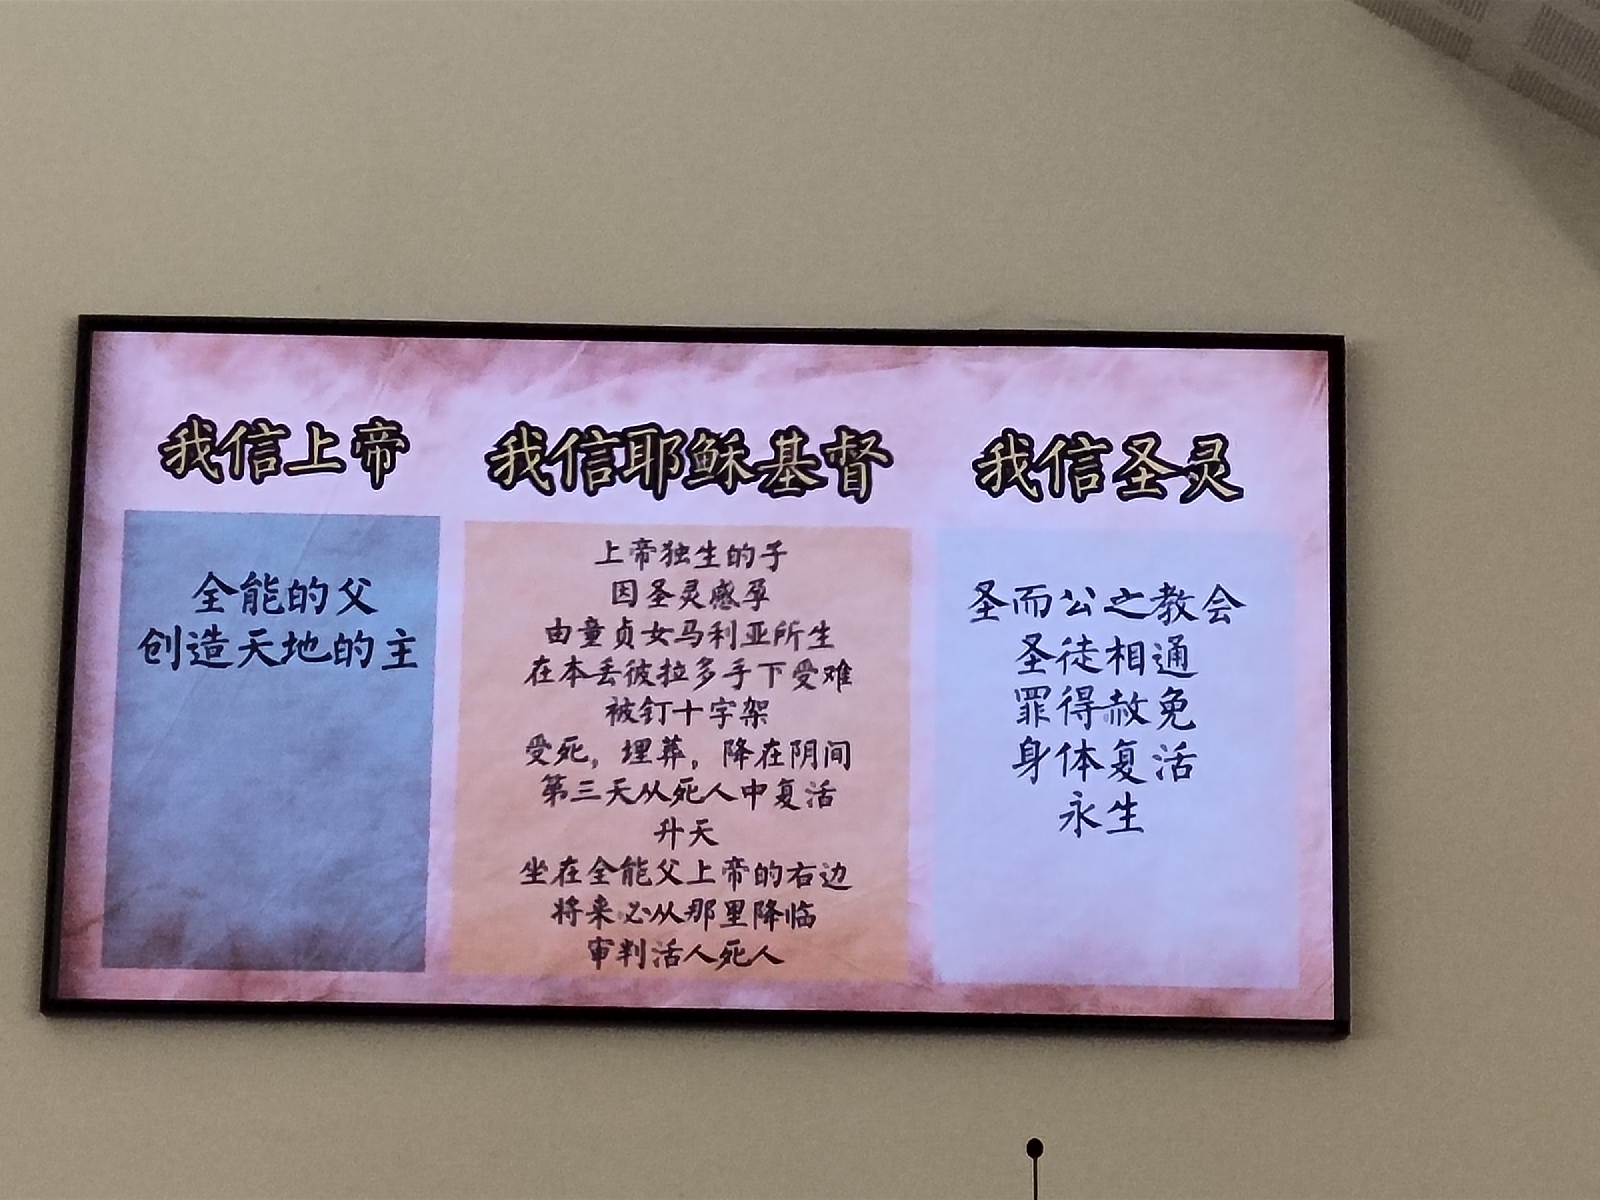 我信上帝
全能的父
创造天地的主
我信耶稣基督
上帝独生的子
因圣灵感孕
由童贞女马利亚所生
在本丢彼拉多手下受难
被钉十字架
受死，埋葬，降在阴间
第三天从死人中复活
升天
坐在全能父上帝的右边
将来必从那里降临
审判活人死人
我信圣灵
圣而公之教会
圣徒相通
罪得赦免
身体复活
永生